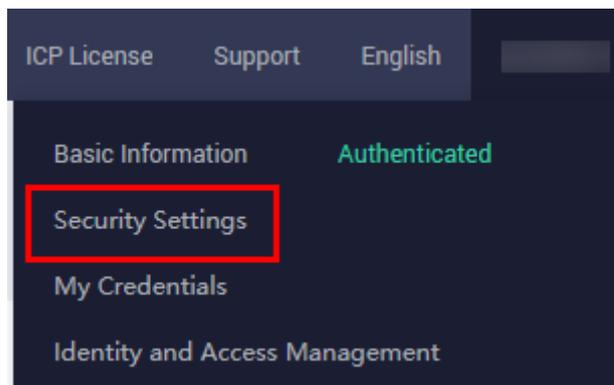 ICP License Support English
Basic Information Authenticated
Security Settings
My Credentials
Identity and Access Management